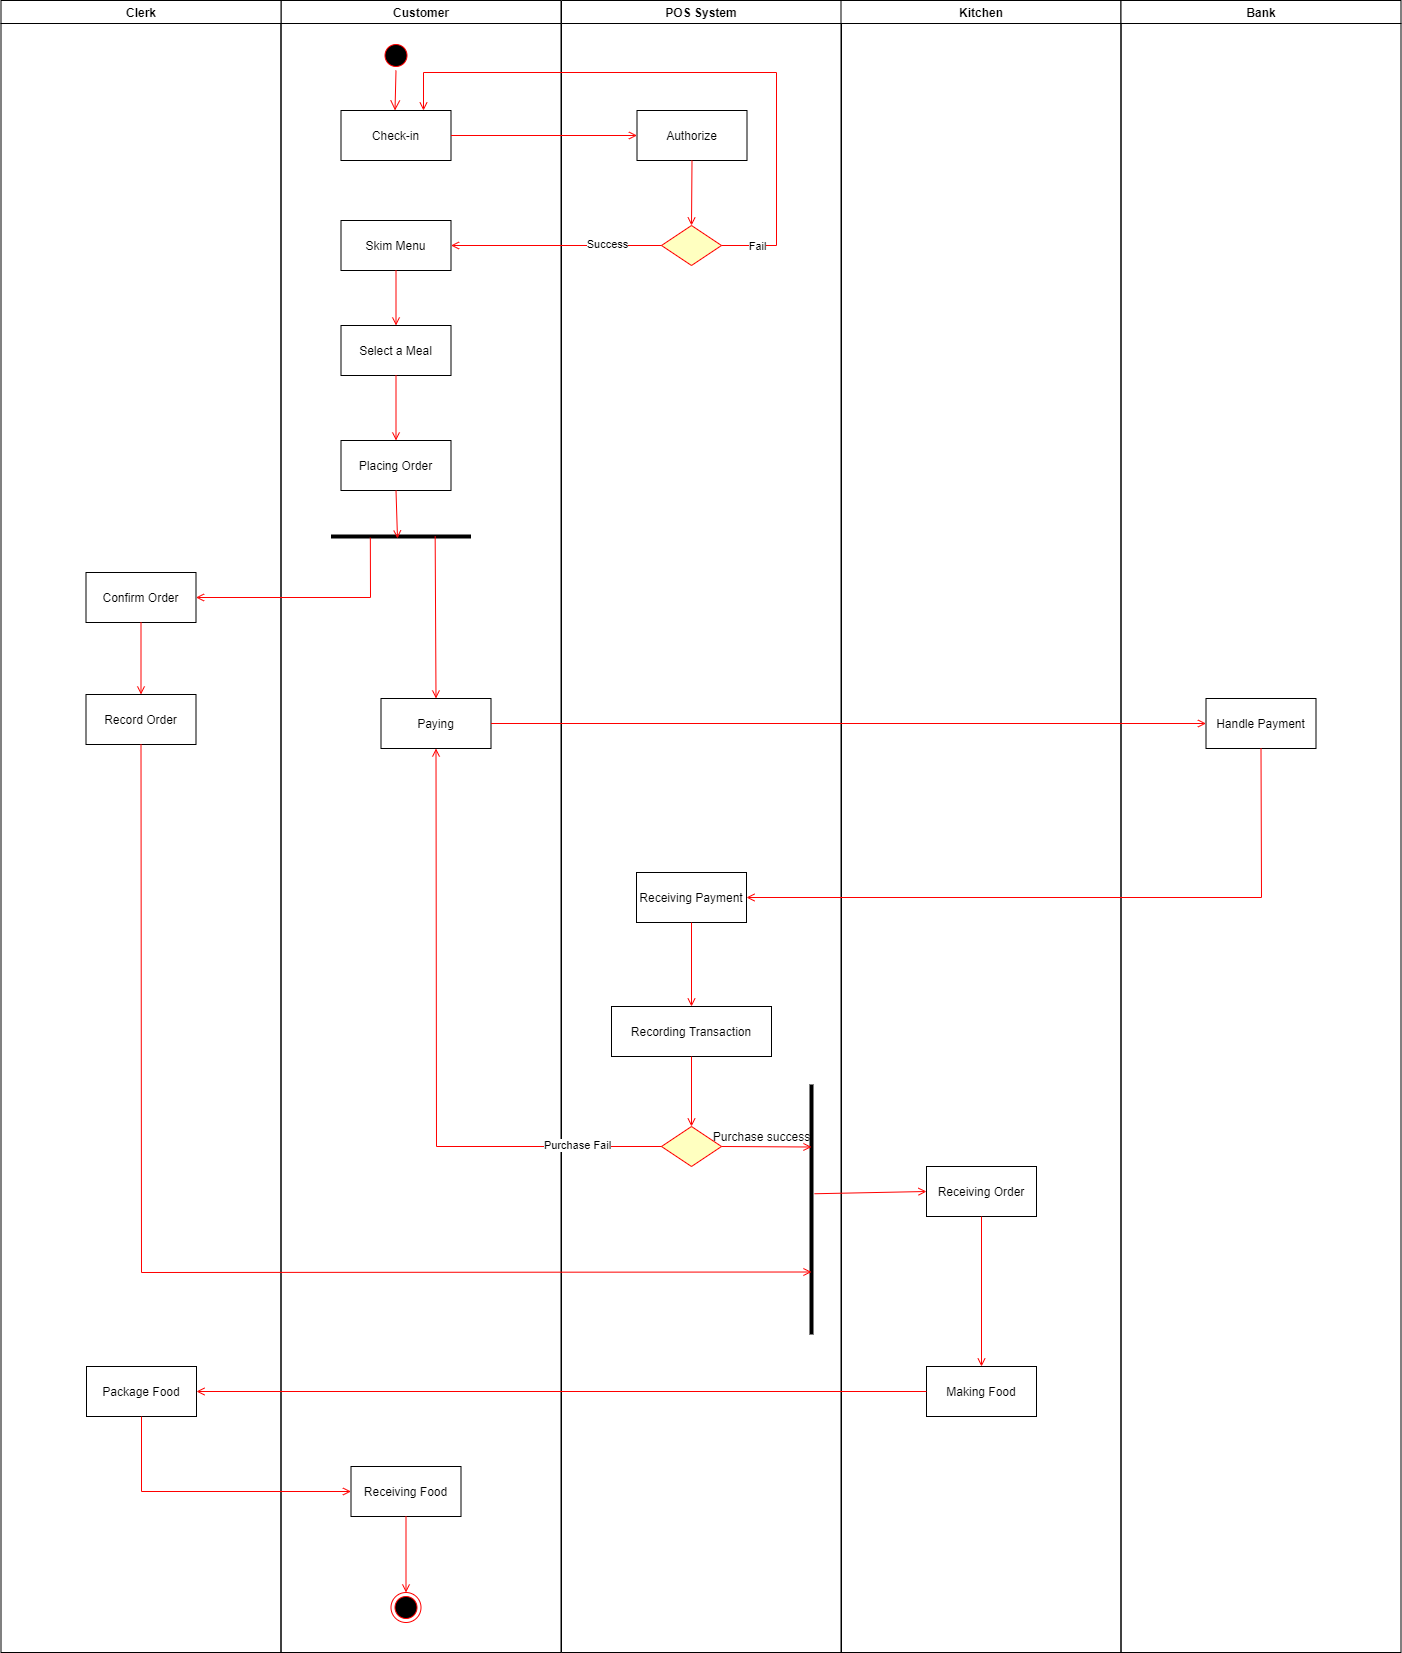 Clerk
Customer
POS System
Kitchen
Bank
Check-in
Authorize
Skim Menu
Success
Fail
Select a Meal
Placing Order
Confirm Order
Record Order
Paying
Handle Payment
Receiving Payment
Recording Transaction
Purchase Fail
Purchase success
Receiving Order
Package Food
Making Food
Receiving Food